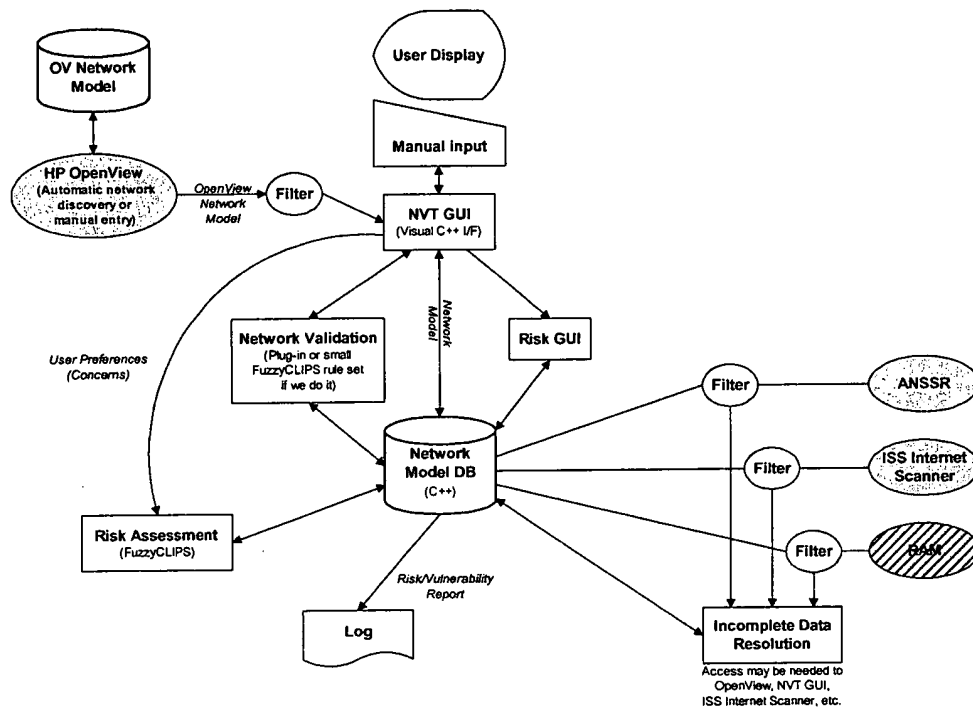 User Display
OV Network
Model
Manual input
HP OpenView
(Automatic network
discovery or
manual entry)
OpenView
Network
Model
Filter
NVT GUI
(Visual C++ I/F)
Network
Model
Network Validation
(Plug-in or small
FuzzyCLIPS rule set
if we do it)
Risk GUI
User Preferences
(Concerns)
Filter
ANSSR
Network
Model DB
(C++)
Filter
ISS Internet
Scanner
Risk Assessment
(FuzzyCLIPS)
Filter
RAM
Risk/Vulnerability
Report
Log
Incomplete Data
Resolution
Access may be needed to
OpenView, NVT GUI,
ISS Internet Scanner, etc.